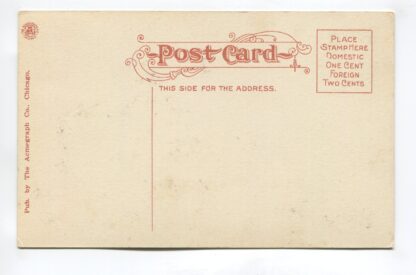 Post Card
THIS SIDE FOR THE ADDRESS.
PLACE
STAMP HERE
DOMESTIC
ONE CENT
FOREIGN
TWO CENTS
Pub. by The Acmegraph Co., Chicago.